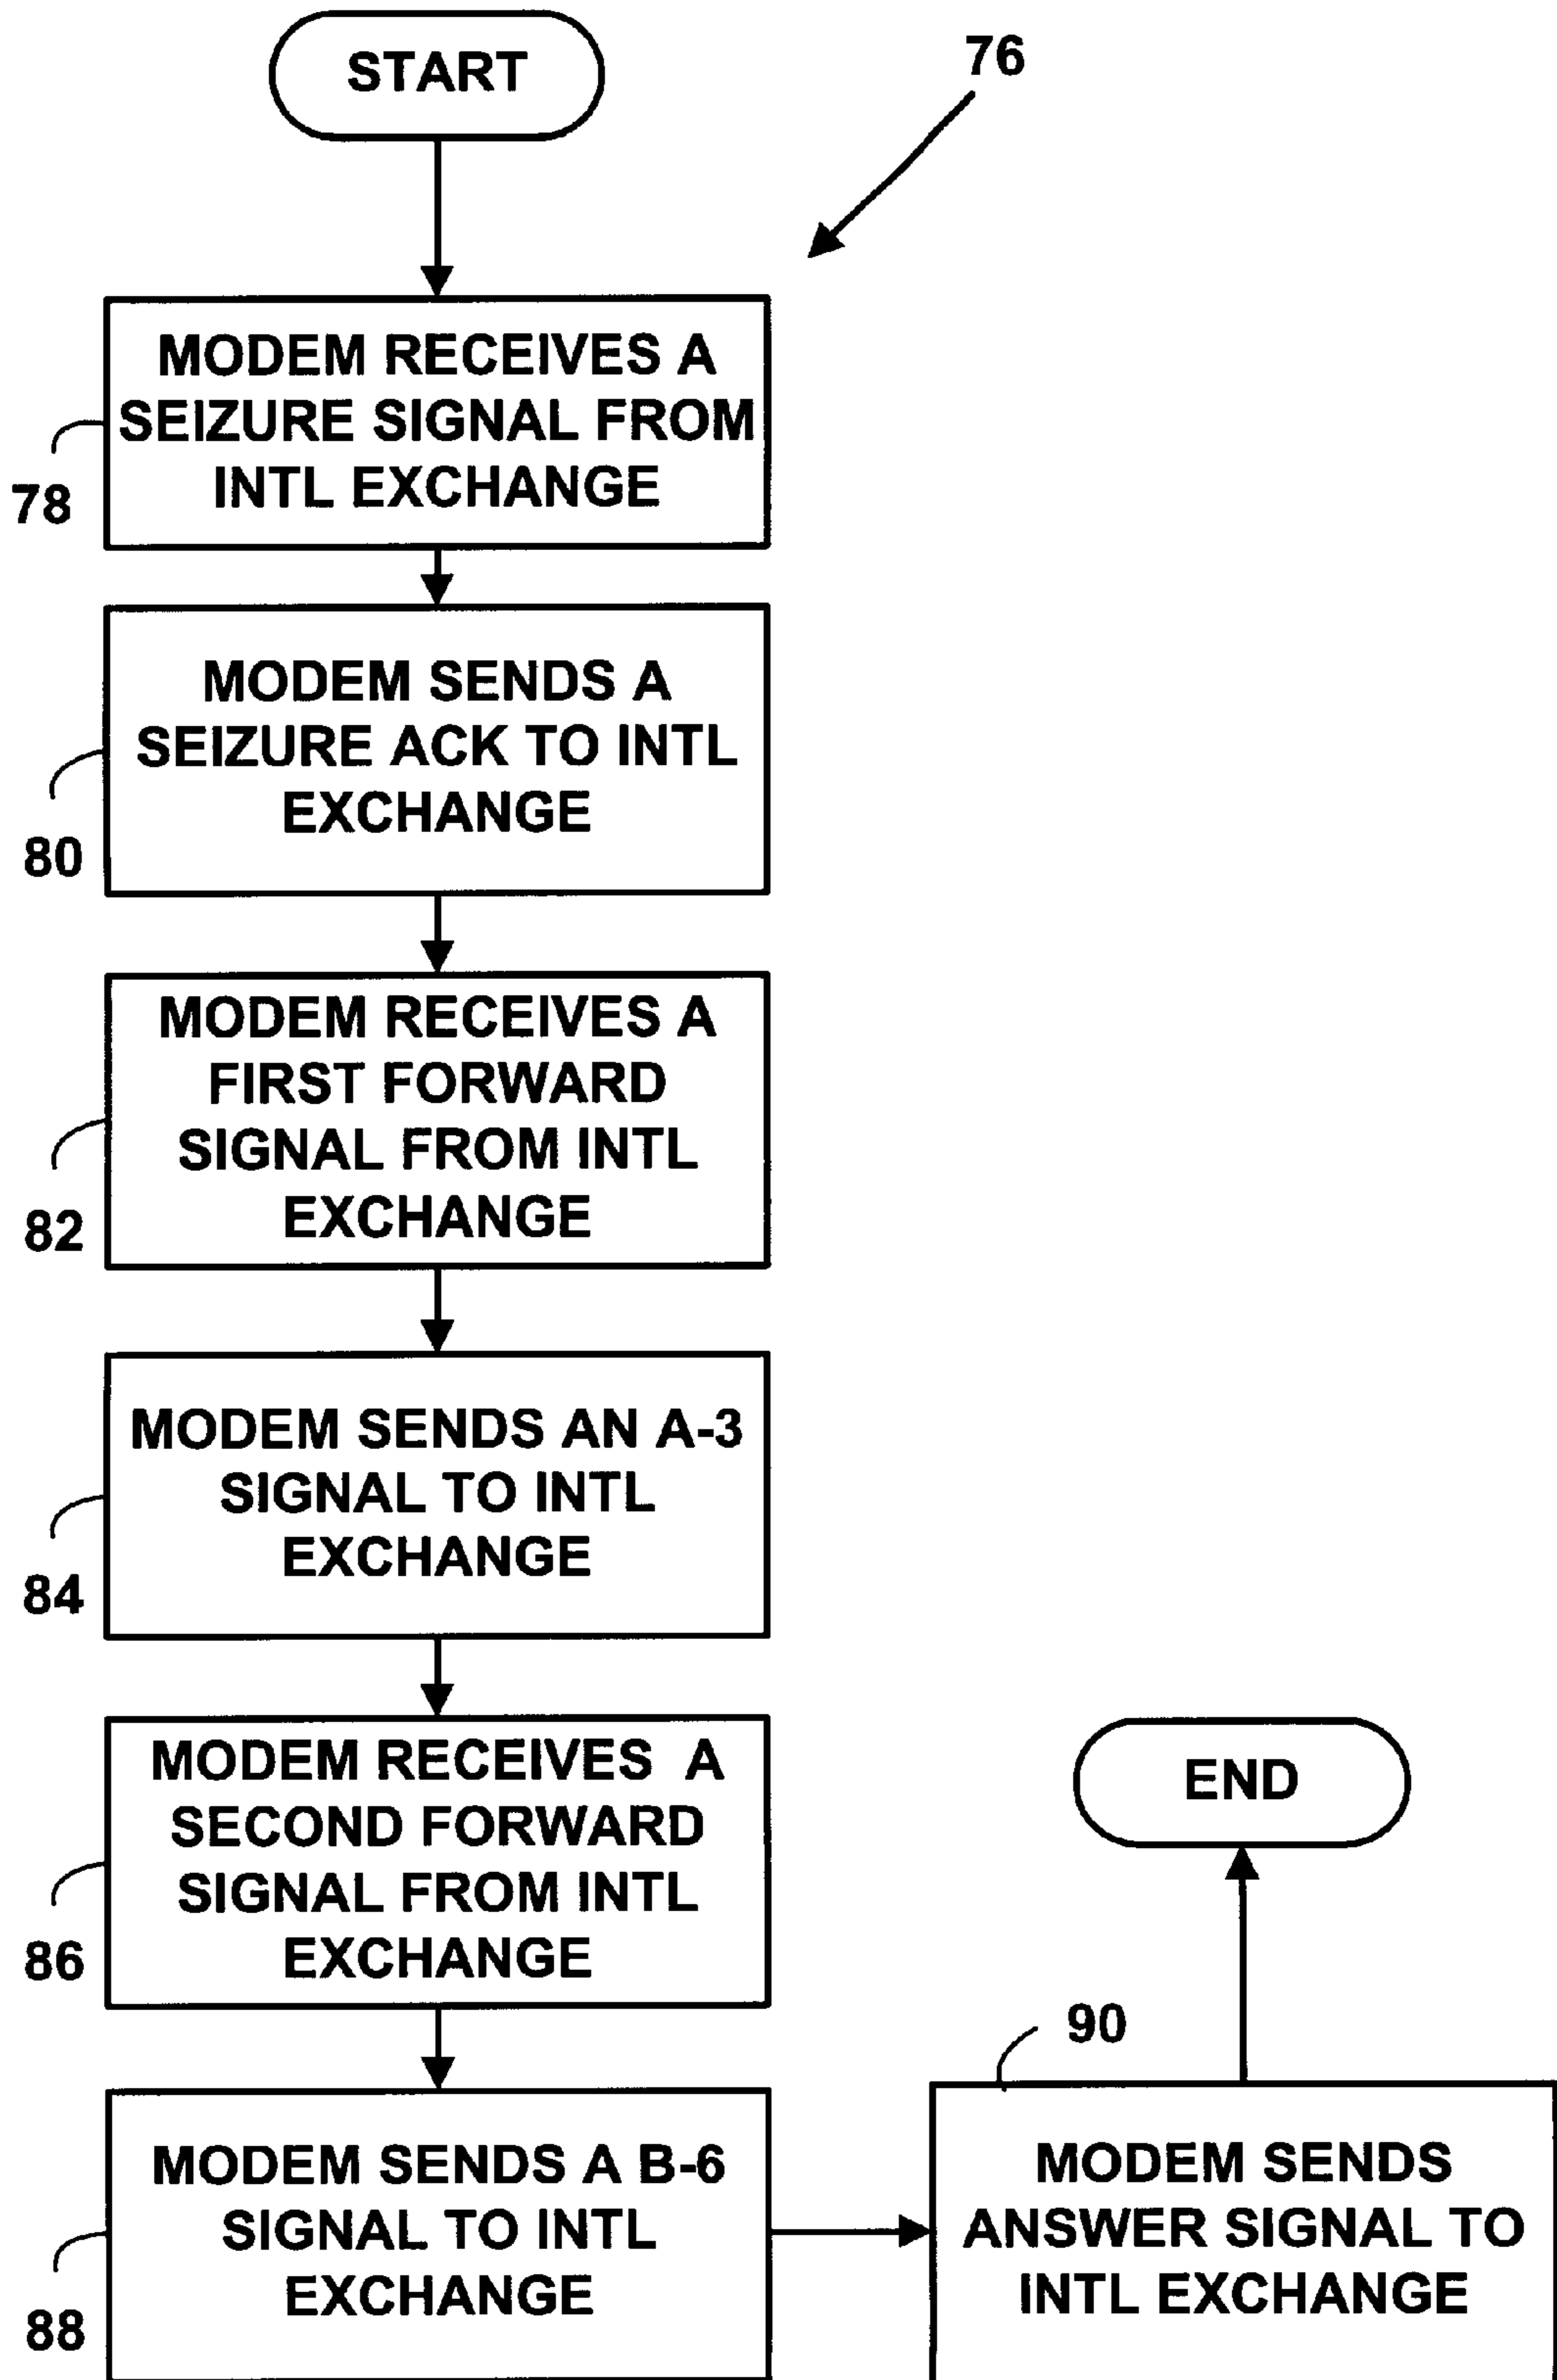 START
76
MODEM RECEIVES A
SEIZURE SIGNAL FROM
INTL EXCHANGE
78
MODEM SENDS A
SEIZURE ACK TO INTL
EXCHANGE
80
MODEM RECEIVES A
FIRST FORWARD
SIGNAL FROM INTL
EXCHANGE
82
MODEM SENDS AN A-3
SIGNAL TO INTL
EXCHANGE
84
MODEM RECEIVES A
SECOND FORWARD
SIGNAL FROM INTL
EXCHANGE
86
MODEM SENDS A B-6
SIGNAL TO INTL
EXCHANGE
88
90
MODEM SENDS
ANSWER SIGNAL TO
INTL EXCHANGE
END